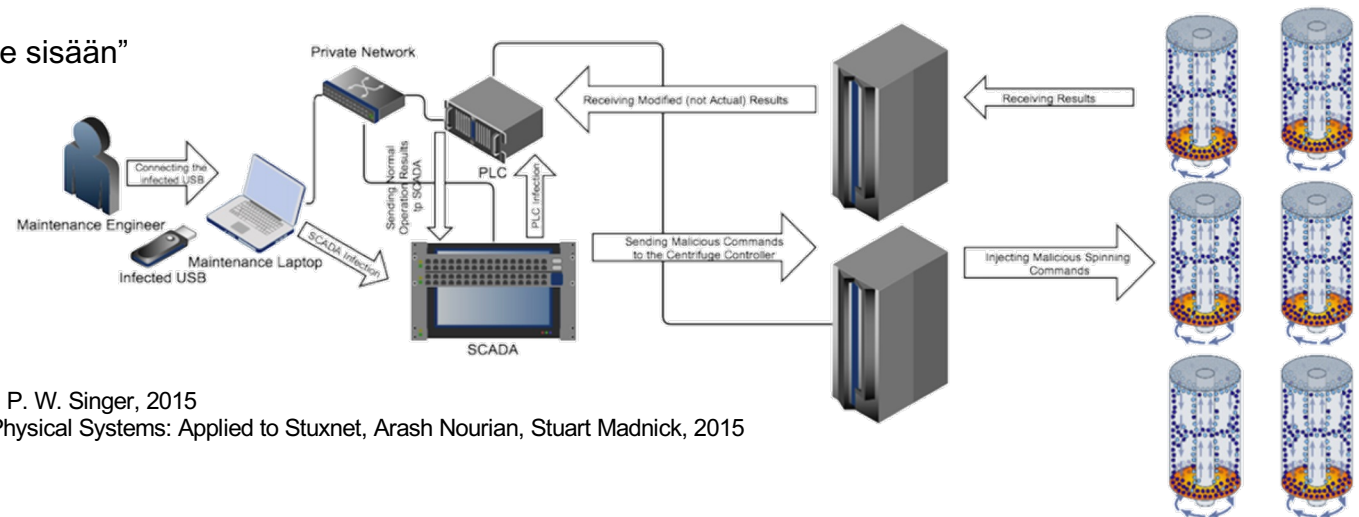 e sisään”
Private Network
Receiving Modified (not Actual) Results
Receiving Results
Connecting the
infected USB
PLC
Sending Normal
Operation Results
tp SCADA
PLC Infection
Maintenance Engineer
Maintenance Laptop
Infected USB
SCADA Infection
Sending Malicious Commands
to the Centrifuge Controller
Injecting Malicious Spinning
Commands
SCADA
P. W. Singer, 2015
Physical Systems: Applied to Stuxnet, Arash Nourian, Stuart Madnick, 2015